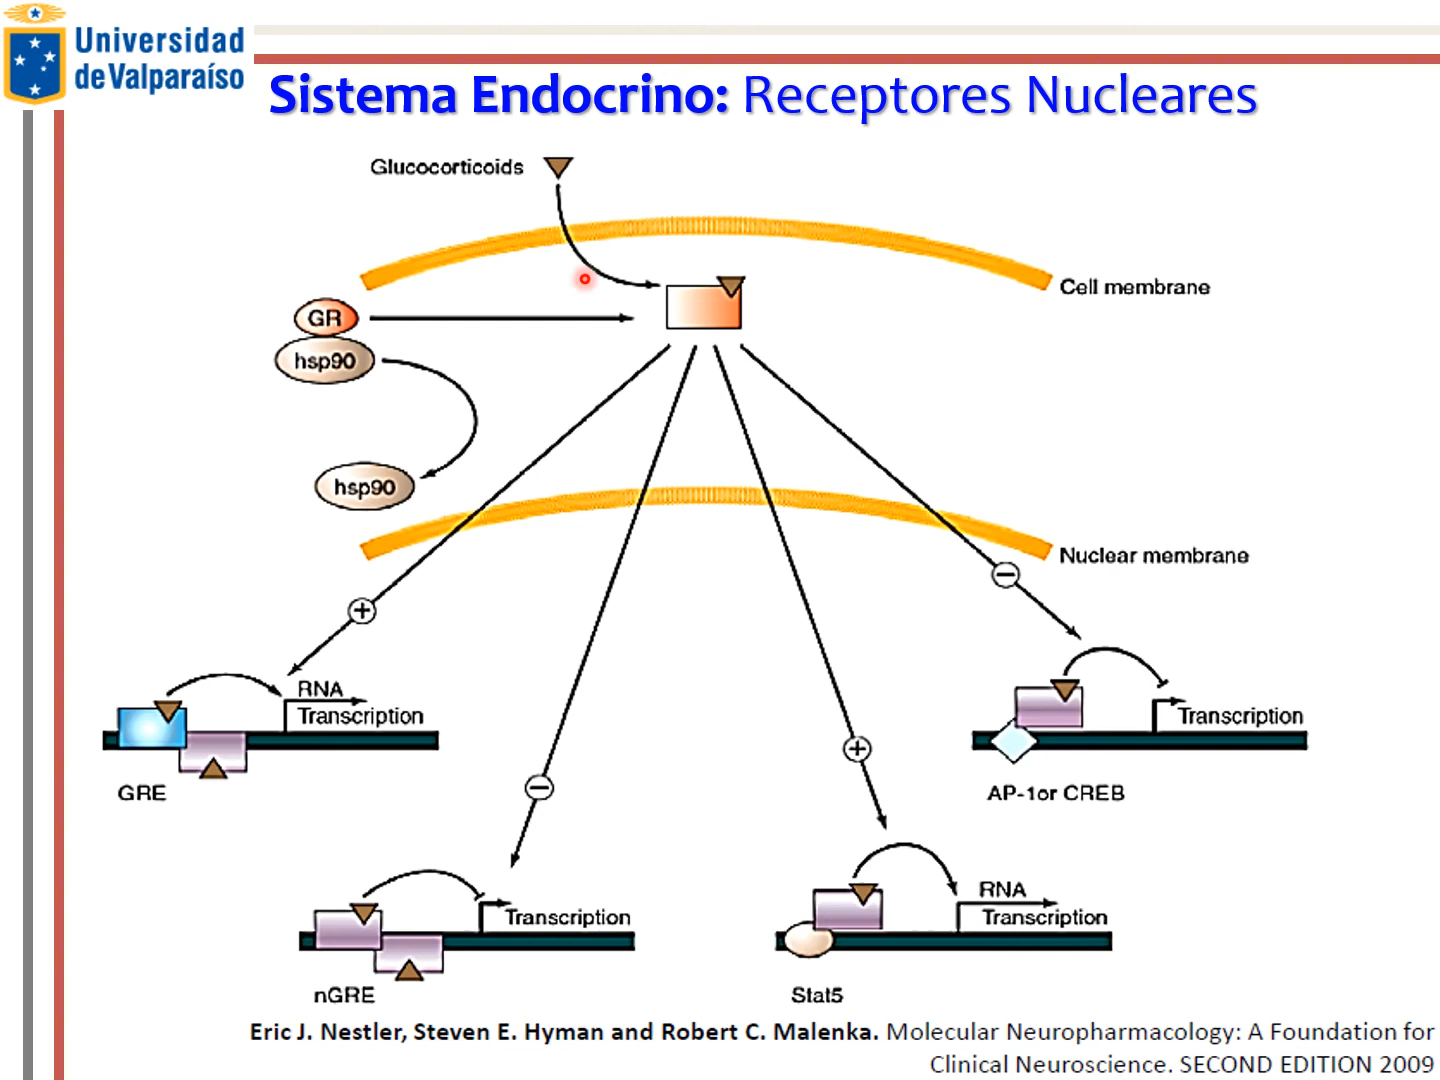 Universidad
de Valparaíso
Sistema Endocrino: Receptores Nucleares
Glucocorticoids
Cell membrane
GR
hsp90
hsp90
Nuclear membrane
+
−
RNA
Transcription
GRE
Transcription
AP-1or CREB
−
+
Transcription
nGRE
RNA
Transcription
Stat5
Eric J. Nestler, Steven E. Hyman and Robert C. Malenka. Molecular Neuropharmacology: A Foundation for
Clinical Neuroscience. SECOND EDITION 2009